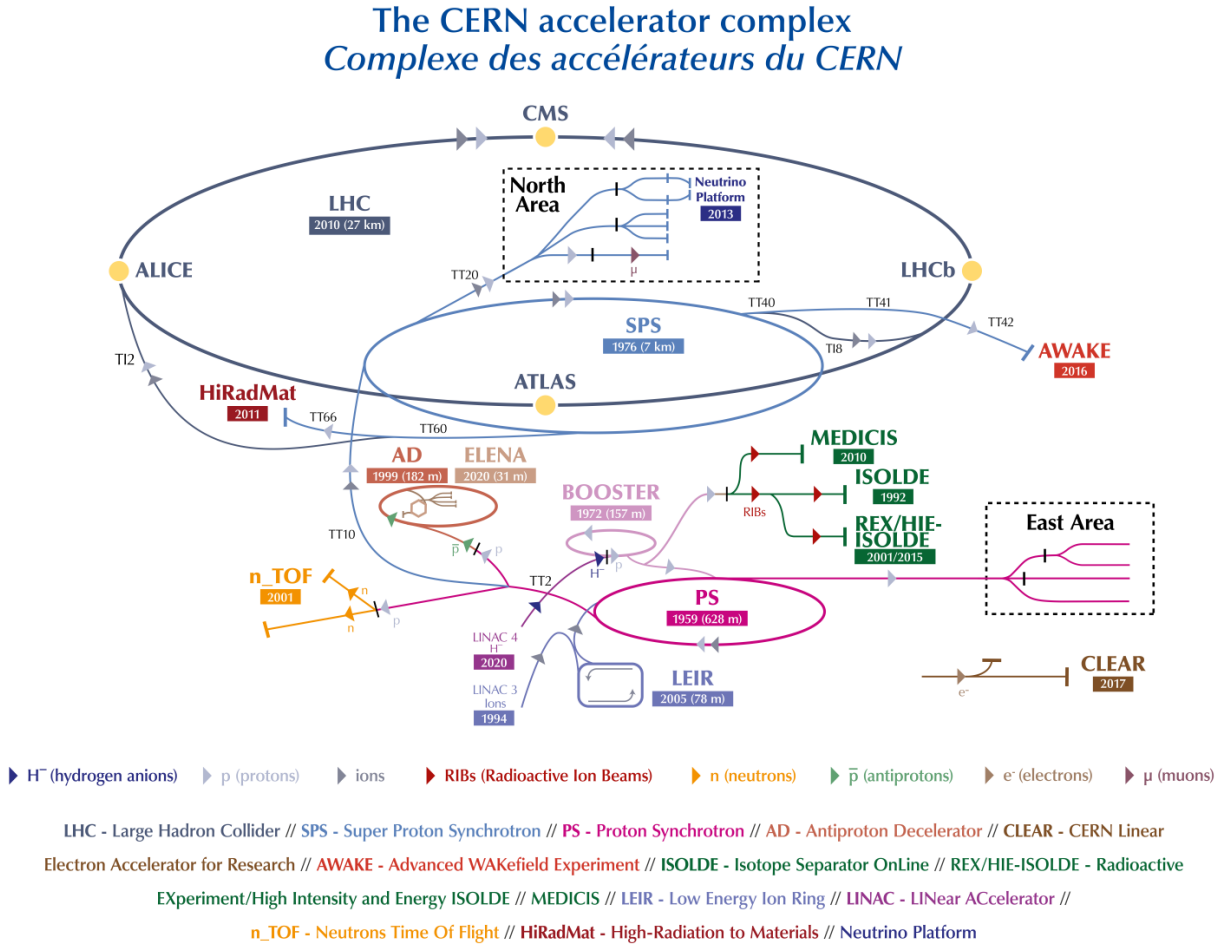 The CERN accelerator complex
Complexe des accélérateurs du CERN
CMS
North
Area
Neutrino
Platform
2013
LHC
2010 (27 km)
μ
ALICE
LHCb
TT20
TT40
TT41
TT42
SPS
1976 (7 km)
TI8
AWAKE
2016
TI2
ATLAS
HiRadMat
2011
TT66
TT60
MEDICIS
2010
AD
1999 (182 m)
ELENA
2020 (31 m)
ISOLDE
1992
BOOSTER
1972 (157 m)
RIBs
REX/HIE-
ISOLDE
2001/2015
East Area
TT10
p̅
p
H⁻
p
n_TOF
2001
TT2
n
n
p
PS
1959 (628 m)
LINAC 4
H⁻
2020
LEIR
2005 (78 m)
LINAC 3
Ions
1994
CLEAR
2017
e-
H⁻ (hydrogen anions)
p (protons)
ions
RIBs (Radioactive Ion Beams)
n (neutrons)
p̅ (antiprotons)
e- (electrons)
μ (muons)
LHC - Large Hadron Collider // SPS - Super Proton Synchrotron // PS - Proton Synchrotron // AD - Antiproton Decelerator // CLEAR - CERN Linear
Electron Accelerator for Research // AWAKE - Advanced WAKefield Experiment // ISOLDE - Isotope Separator OnLine // REX/HIE-ISOLDE - Radioactive
EXperiment/High Intensity and Energy ISOLDE // MEDICIS // LEIR - Low Energy Ion Ring // LINAC - LINear ACcelerator //
n_TOF - Neutrons Time Of Flight // HiRadMat - High-Radiation to Materials // Neutrino Platform